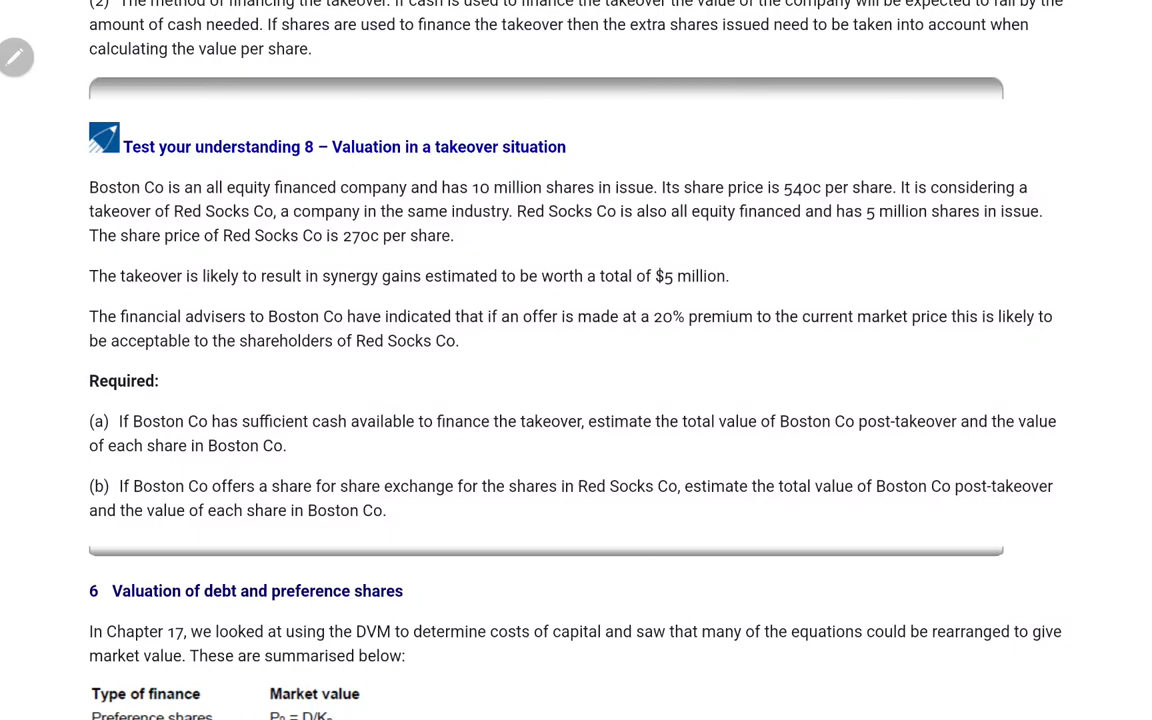 (2) The method of financing the takeover. If cash is used to finance the takeover the value of the company will be expected to fall by the
amount of cash needed. If shares are used to finance the takeover then the extra shares issued need to be taken into account when
calculating the value per share.
Test your understanding 8 – Valuation in a takeover situation
Boston Co is an all equity financed company and has 10 million shares in issue. Its share price is 540c per share. It is considering a
takeover of Red Socks Co, a company in the same industry. Red Socks Co is also all equity financed and has 5 million shares in issue.
The share price of Red Socks Co is 270c per share.
The takeover is likely to result in synergy gains estimated to be worth a total of $5 million.
The financial advisers to Boston Co have indicated that if an offer is made at a 20% premium to the current market price this is likely to
be acceptable to the shareholders of Red Socks Co.
Required:
(a) If Boston Co has sufficient cash available to finance the takeover, estimate the total value of Boston Co post-takeover and the value
of each share in Boston Co.
(b) If Boston Co offers a share for share exchange for the shares in Red Socks Co, estimate the total value of Boston Co post-takeover
and the value of each share in Boston Co.
6 Valuation of debt and preference shares
In Chapter 17, we looked at using the DVM to determine costs of capital and saw that many of the equations could be rearranged to give
market value. These are summarised below:
Type of finance Market value
Preference shares P₀ = D/Kₚ